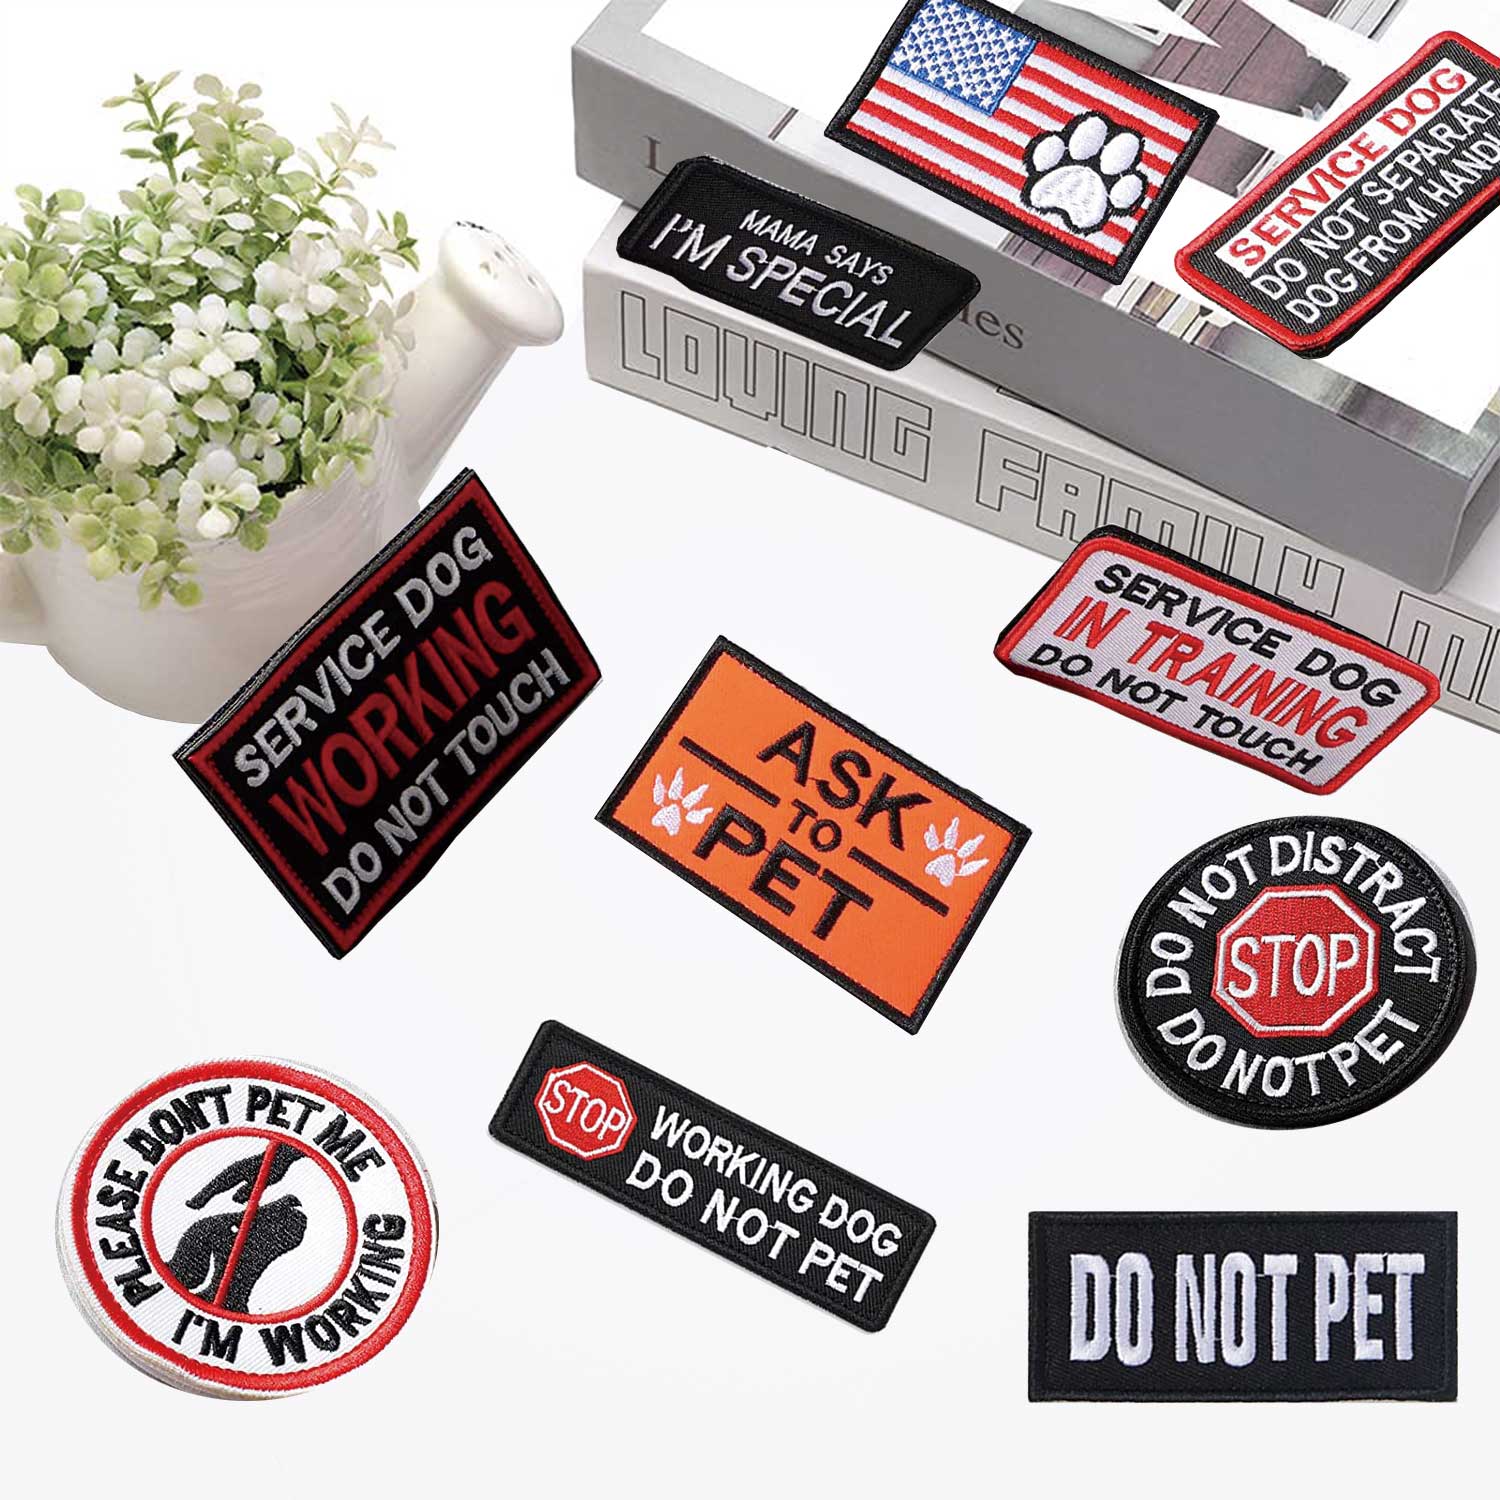 SERVICE DOG
DO NOT SEPARATE
DOG FROM
MAMA SAYS
I'M SPECIAL
LOVING FAMILY
SERVICE DOG
WORKING
DO NOT TOUCH
SERVICE DOG
IN TRAINING
DO NOT TOUCH
ASK
TO
PET
DO NOT DISTRACT
STOP
DO NOT PET
PLEASE DON'T PET ME
I'M WORKING
STOP
WORKING DOG
DO NOT PET
DO NOT PET